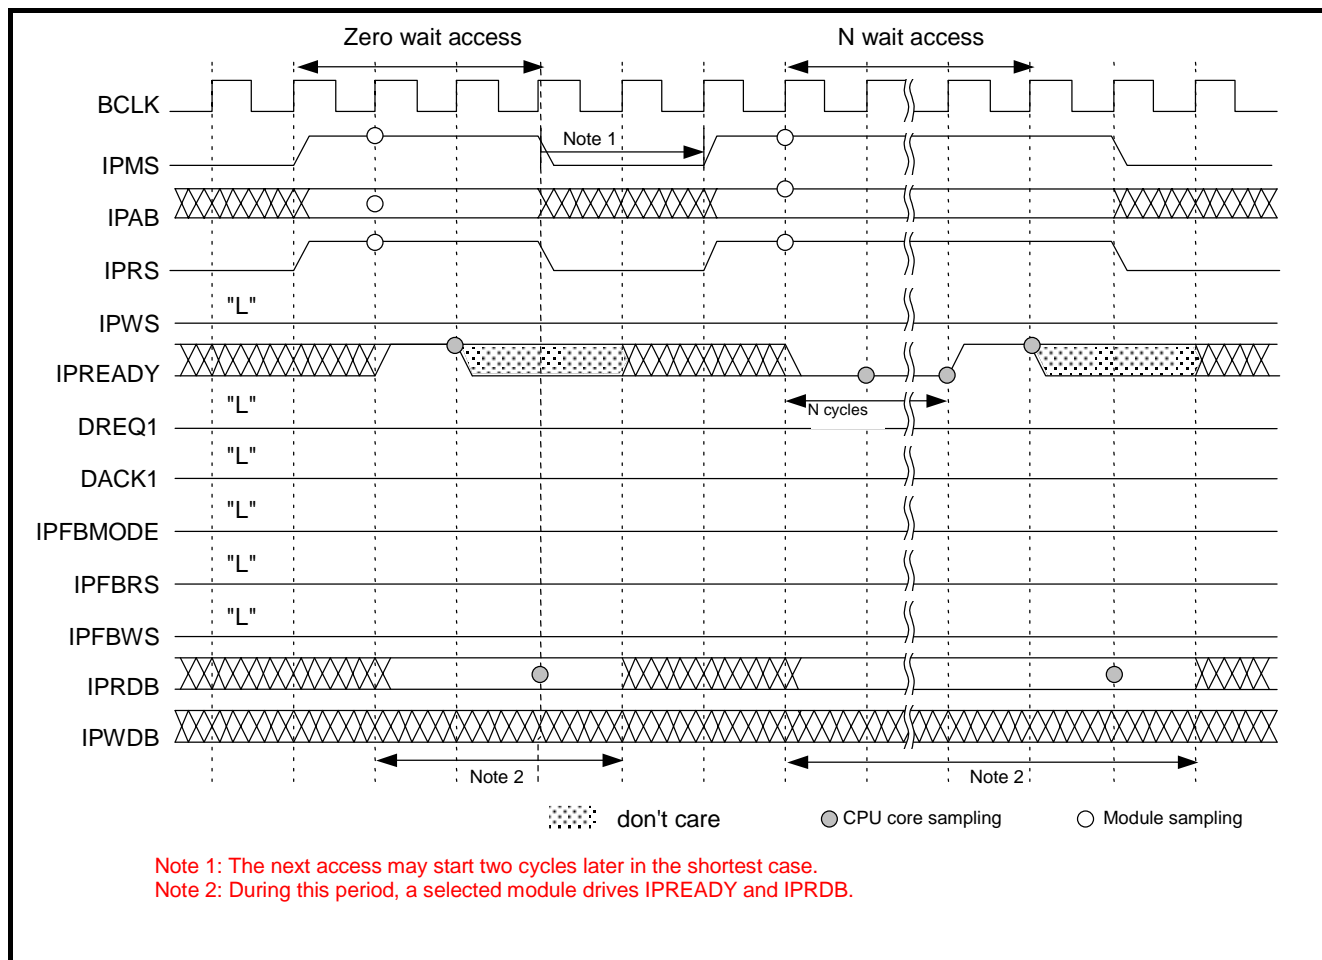 Zero wait access
N wait access
BCLK
Note 1
IPMS
IPAB
IPRS
"L"
IPWS
IPREADY
"L"
N cycles
DREQ1
"L"
DACK1
"L"
IPFBMODE
"L"
IPFBRS
"L"
IPFBWS
IPRDB
IPWDB
Note 2
Note 2
don't care
CPU core sampling
Module sampling
Note 1: The next access may start two cycles later in the shortest case.
Note 2: During this period, a selected module drives IPREADY and IPRDB.